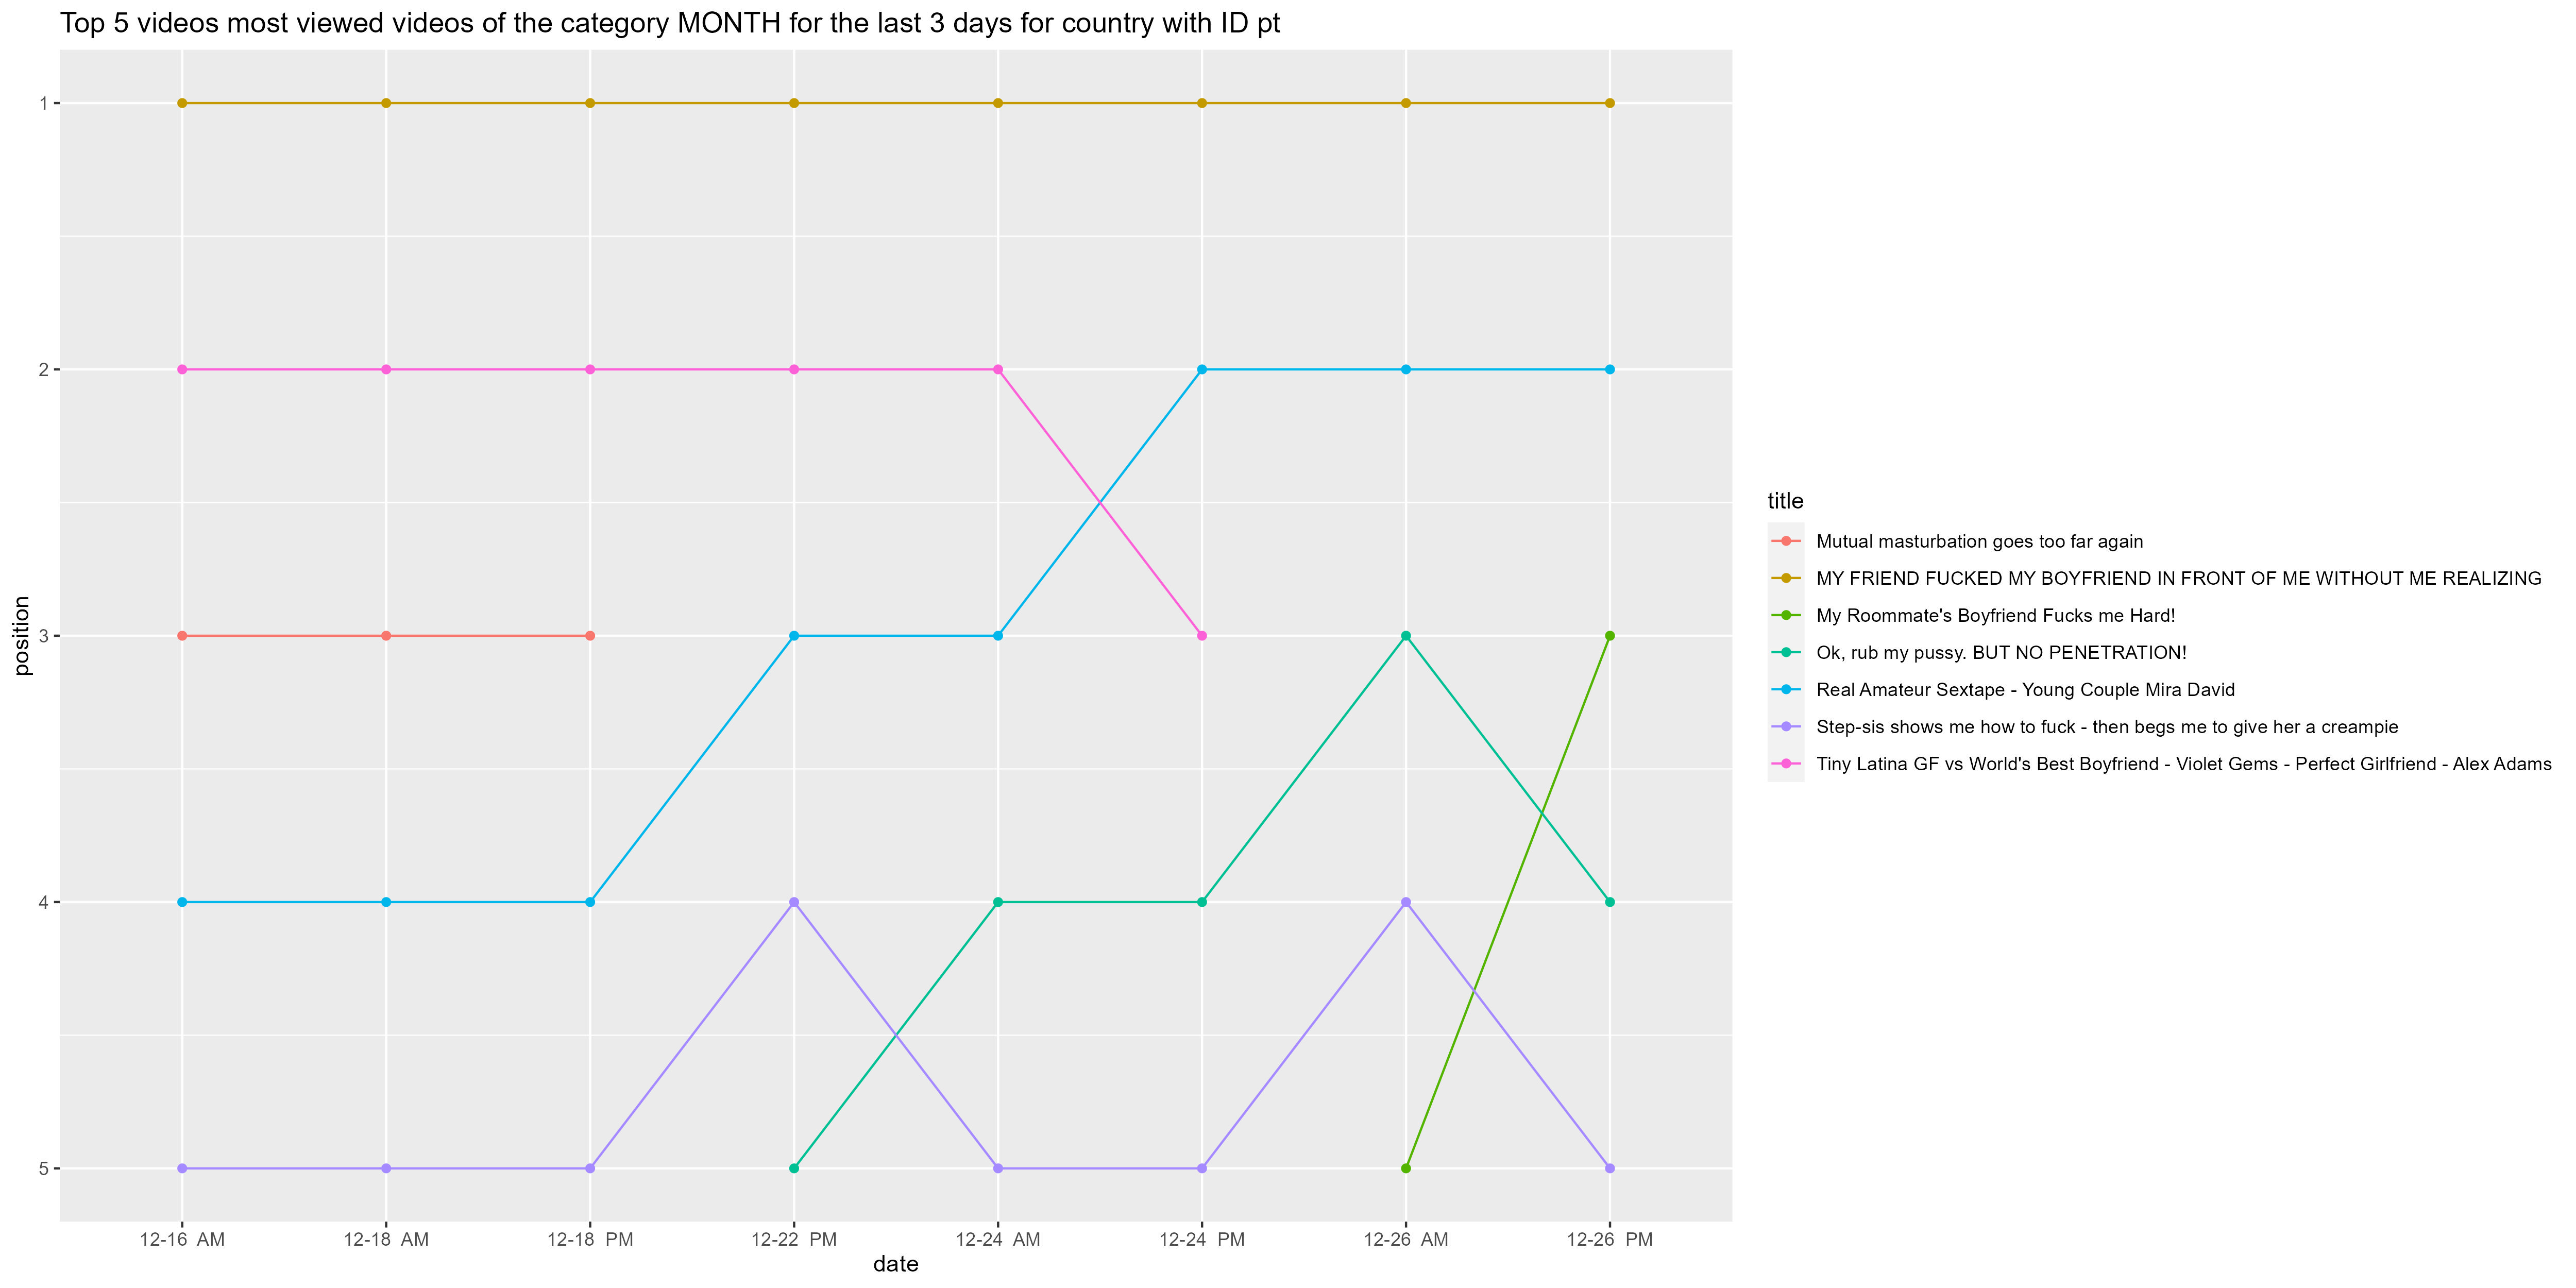 Top 5 videos most viewed videos of the category MONTH for the last 3 days for country with ID pt
position
1
2
3
4
5
12-16 AM
12-18 AM
12-18 PM
12-22 PM
12-24 AM
12-24 PM
12-26 AM
12-26 PM
date
title
Mutual masturbation goes too far again
MY FRIEND FUCKED MY BOYFRIEND IN FRONT OF ME WITHOUT ME REALIZING
My Roommate's Boyfriend Fucks me Hard!
Ok, rub my pussy. BUT NO PENETRATION!
Real Amateur Sextape - Young Couple Mira David
Step-sis shows me how to fuck - then begs me to give her a creampie
Tiny Latina GF vs World's Best Boyfriend - Violet Gems - Perfect Girlfriend - Alex Adams